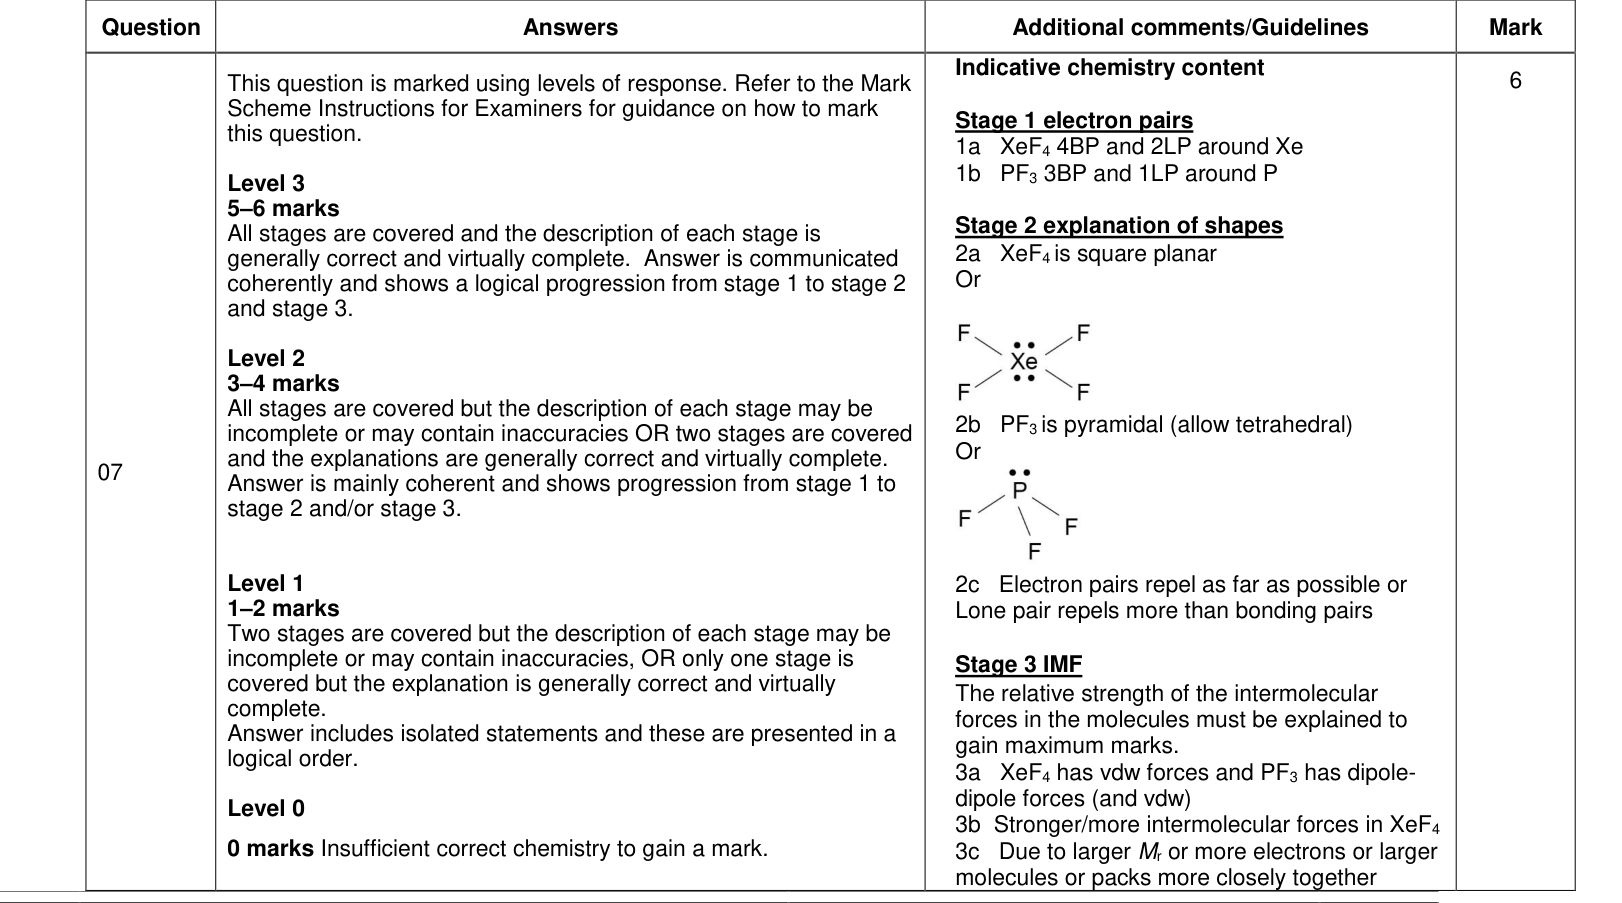 Question Answers Additional comments/Guidelines Mark
07
This question is marked using levels of response. Refer to the Mark
Scheme Instructions for Examiners for guidance on how to mark
this question.
Level 3
5–6 marks
All stages are covered and the description of each stage is
generally correct and virtually complete. Answer is communicated
coherently and shows a logical progression from stage 1 to stage 2
and stage 3.
Level 2
3–4 marks
All stages are covered but the description of each stage may be
incomplete or may contain inaccuracies OR two stages are covered
and the explanations are generally correct and virtually complete.
Answer is mainly coherent and shows progression from stage 1 to
stage 2 and/or stage 3.
Level 1
1–2 marks
Two stages are covered but the description of each stage may be
incomplete or may contain inaccuracies, OR only one stage is
covered but the explanation is generally correct and virtually
complete.
Answer includes isolated statements and these are presented in a
logical order.
Level 0
0 marks Insufficient correct chemistry to gain a mark.
Indicative chemistry content
Stage 1 electron pairs
1a XeF₄ 4BP and 2LP around Xe
1b PF₃ 3BP and 1LP around P
Stage 2 explanation of shapes
2a XeF₄ is square planar
Or
F F
Xe
F F
2b PF₃ is pyramidal (allow tetrahedral)
Or
P
F F
F
2c Electron pairs repel as far as possible or
Lone pair repels more than bonding pairs
Stage 3 IMF
The relative strength of the intermolecular
forces in the molecules must be explained to
gain maximum marks.
3a XeF₄ has vdw forces and PF₃ has dipole-
dipole forces (and vdw)
3b Stronger/more intermolecular forces in XeF₄
3c Due to larger Mᵣ or more electrons or larger
molecules or packs more closely together
6